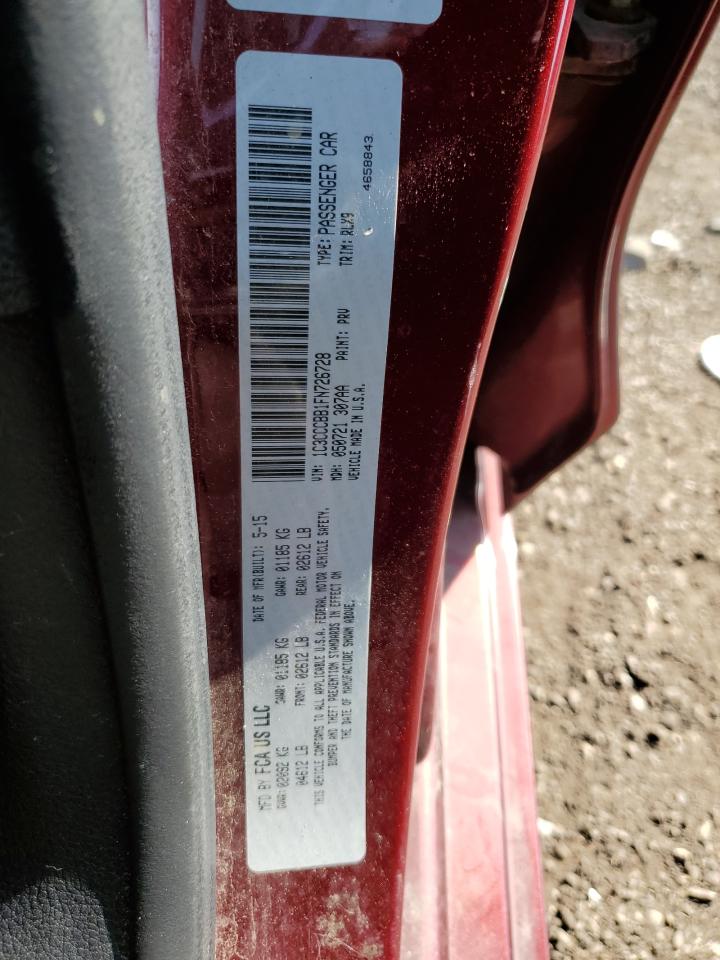 MFD BY FCA US LLC
DATE OF MFR(BUILT): 5-15
GVWR: 02092 KG
GAWR: 01185 KG
GAWR: 01185 KG
04612 LB
FRONT: 02612 LB
REAR: 02612 LB
THIS VEHICLE CONFORMS TO ALL APPLICABLE U.S.A. FEDERAL MOTOR VEHICLE SAFETY,
BUMPER AND THEFT PREVENTION STANDARDS IN EFFECT ON
THE DATE OF MANUFACTURE SHOWN ABOVE.
VIN: 1C3CCCBB1FN726728
TYPE: PASSENGER CAR
MDH: 050721 307AA
PAINT: PRV
TRIM: RLX9
VEHICLE MADE IN U.S.A.
4658843